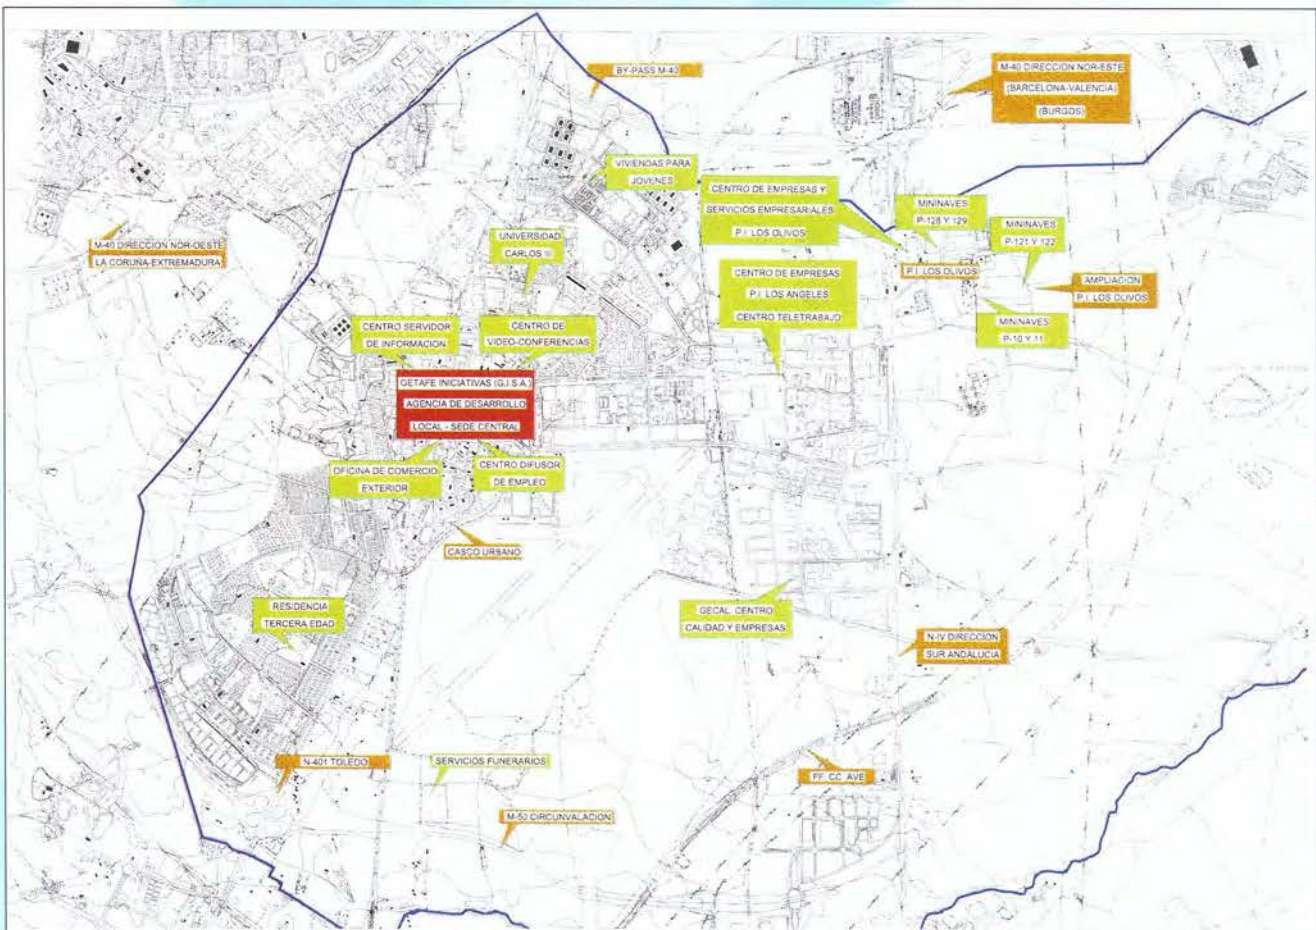 BY-PASS M-40
M-40 DIRECCION NOR-ESTE
(BARCELONA-VALENCIA)
(BURGOS)
VIVIENDAS PARA
JOVENES
CENTRO DE EMPRESAS Y
SERVICIOS EMPRESARIALES
P.I. LOS OLIVOS
MININAVES
P-128 Y 129
MININAVES
P-121 Y 122
M-40 DIRECCION NOR-OESTE
LA CORUÑA-EXTREMADURA
UNIVERSIDAD
CARLOS III
CENTRO DE EMPRESAS
P.I. LOS ANGELES
CENTRO TELETRABAJO
P.I. LOS OLIVOS
AMPLIACION
P.I. LOS OLIVOS
MININAVES
P-10 Y 11
CENTRO SERVIDOR
DE INFORMACION
CENTRO DE
VIDEO-CONFERENCIAS
GETAFE INICIATIVAS (G.I.S.A.)
AGENCIA DE DESARROLLO
LOCAL - SEDE CENTRAL
OFICINA DE COMERCIO
EXTERIOR
CENTRO DIFUSOR
DE EMPLEO
CASCO URBANO
RESIDENCIA
TERCERA EDAD
GECAL. CENTRO
CALIDAD Y EMPRESAS
N-IV DIRECCION
SUR ANDALUCIA
N-401 TOLEDO
SERVICIOS FUNERARIOS
FF. CC. AVE
M-50 CIRCUNVALACION